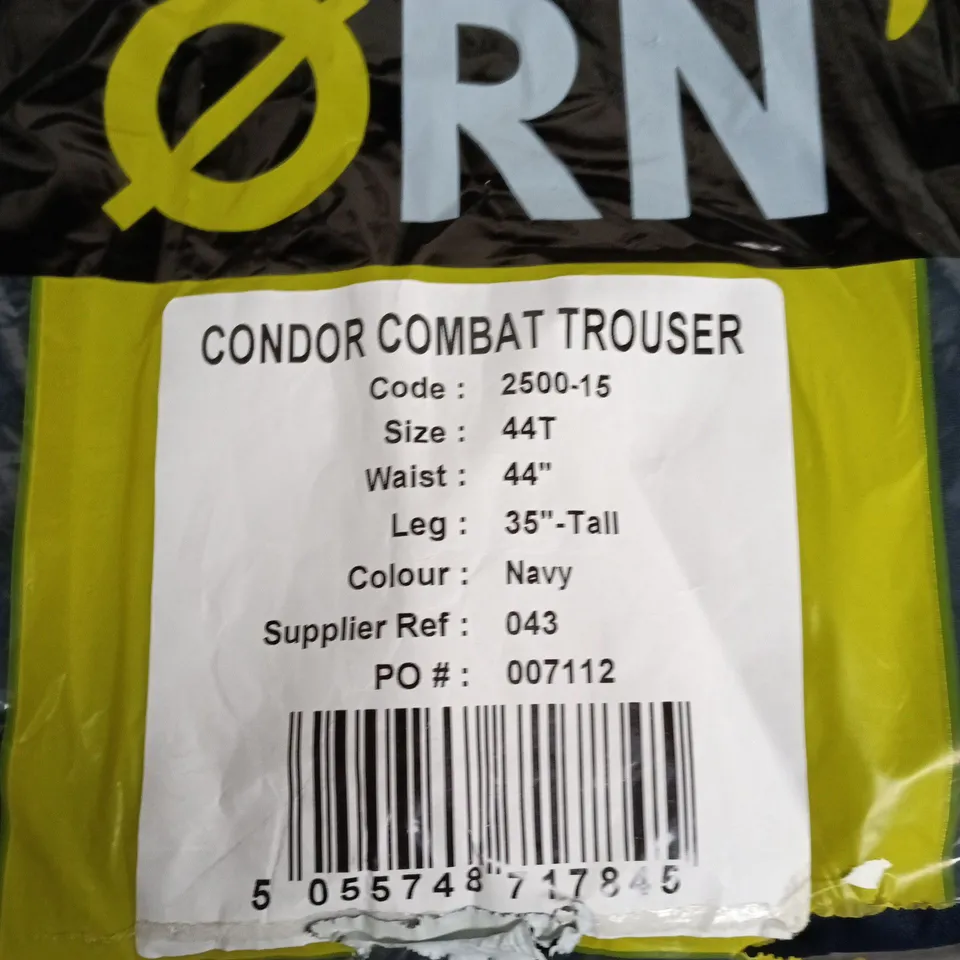 ØRN
CONDOR COMBAT TROUSER
Code : 2500-15
Size : 44T
Waist : 44"
Leg : 35"-Tall
Colour : Navy
Supplier Ref : 043
PO # : 007112
5 055748 717845